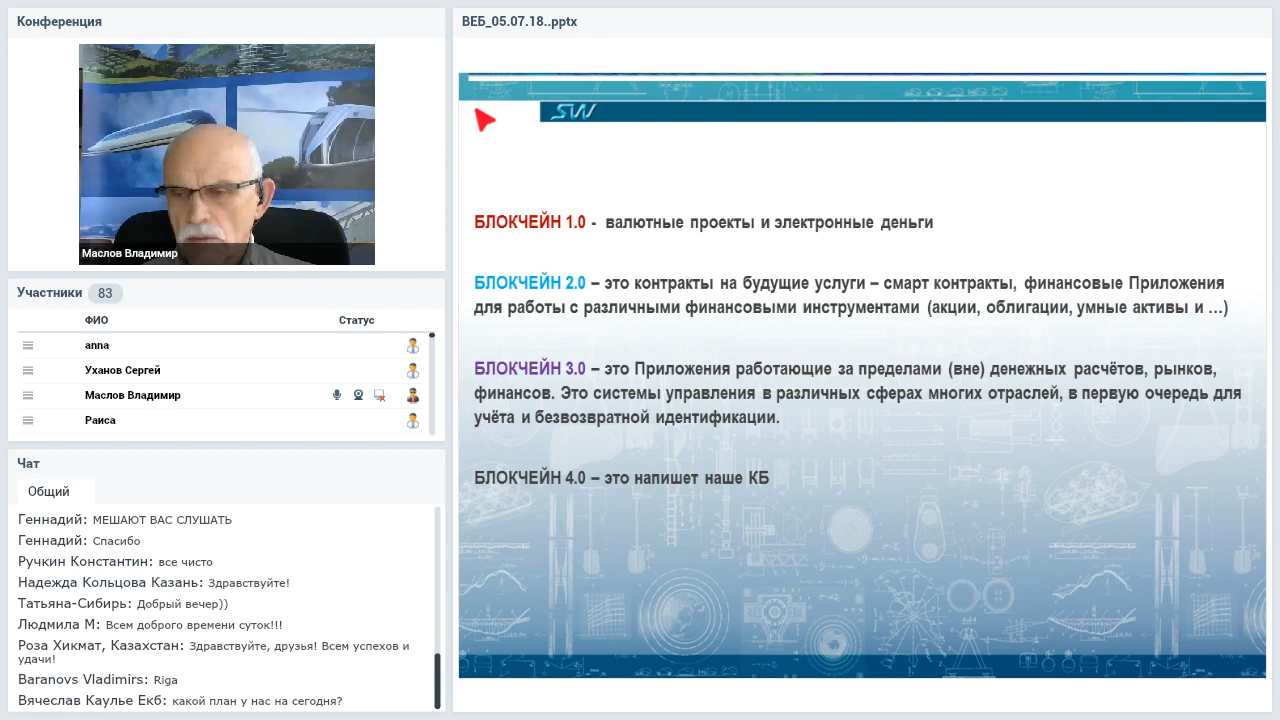 Конференция
Маслов Владимир
Участники 83
ФИО Статус
anna
Уханов Сергей
Маслов Владимир
Раиса
Чат
Общий
Геннадий: МЕШАЮТ ВАС СЛУШАТЬ
Геннадий: Спасибо
Ручкин Константин: все чисто
Надежда Кольцова Казань: Здравствуйте!
Татьяна-Сибирь: Добрый вечер))
Людмила М: Всем доброго времени суток!!!
Роза Хикмат, Казахстан: Здравствуйте, друзья! Всем успехов и
удачи!
Baranovs Vladimirs: Riga
Вячеслав Каулье Екб: какой план у нас на сегодня?
ВЕБ_05.07.18..pptx
SW
БЛОКЧЕЙН 1.0 - валютные проекты и электронные деньги
БЛОКЧЕЙН 2.0 – это контракты на будущие услуги – смарт контракты, финансовые Приложения
для работы с различными финансовыми инструментами (акции, облигации, умные активы и ...)
БЛОКЧЕЙН 3.0 – это Приложения работающие за пределами (вне) денежных расчётов, рынков,
финансов. Это системы управления в различных сферах многих отраслей, в первую очередь для
учёта и безвозвратной идентификации.
БЛОКЧЕЙН 4.0 – это напишет наше КБ